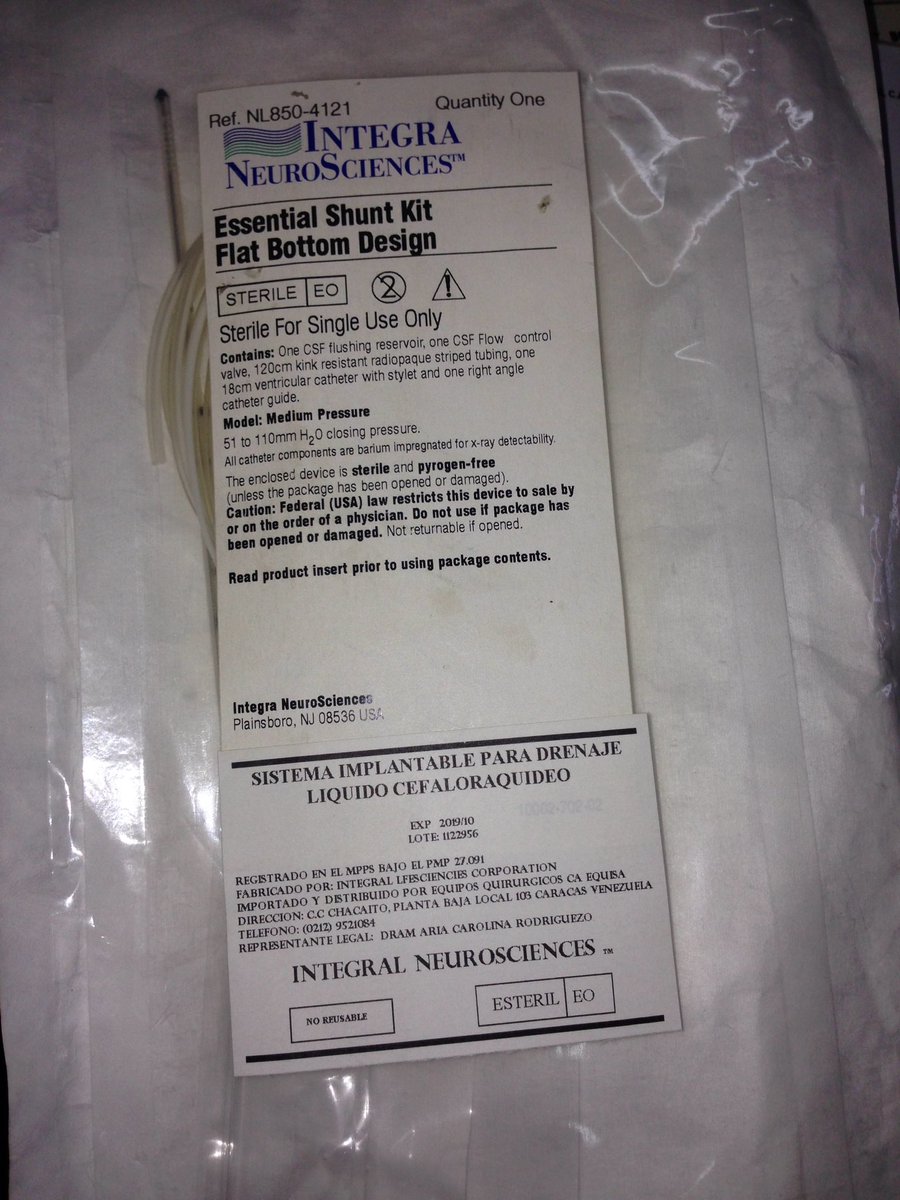 Ref. NL850-4121 Quantity One
INTEGRA
NEUROSCIENCES™
Essential Shunt Kit
Flat Bottom Design
STERILE EO 2
Sterile For Single Use Only
Contains: One CSF flushing reservoir, one CSF Flow control
valve, 120cm kink resistant radiopaque striped tubing, one
18cm ventricular catheter with stylet and one right angle
catheter guide.
Model: Medium Pressure
51 to 110mm H₂O closing pressure.
All catheter components are barium impregnated for x-ray detectability.
The enclosed device is sterile and pyrogen-free
(unless the package has been opened or damaged).
Caution: Federal (USA) law restricts this device to sale by
or on the order of a physician. Do not use if package has
been opened or damaged. Not returnable if opened.
Read product insert prior to using package contents.
Integra NeuroSciences
Plainsboro, NJ 08536 USA
SISTEMA IMPLANTABLE PARA DRENAJE
LIQUIDO CEFALORAQUIDEO
EXP 2019/10
LOTE: 1122956
REGISTRADO EN EL MPPS BAJO EL PMP 27.091
FABRICADO POR: INTEGRAL LFESCIENCIES CORPORATION
IMPORTADO Y DISTRIBUIDO POR EQUIPOS QUIRURGICOS CA EQUISA
DIRECCION: C.C CHACAITO, PLANTA BAJA LOCAL 103 CARACAS VENEZUELA
TELEFONO: (0212) 9521084
REPRESENTANTE LEGAL: DRAM ARIA CAROLINA RODRIGUEZO
INTEGRAL NEUROSCIENCES ™
NO REUSABLE
ESTERIL EO